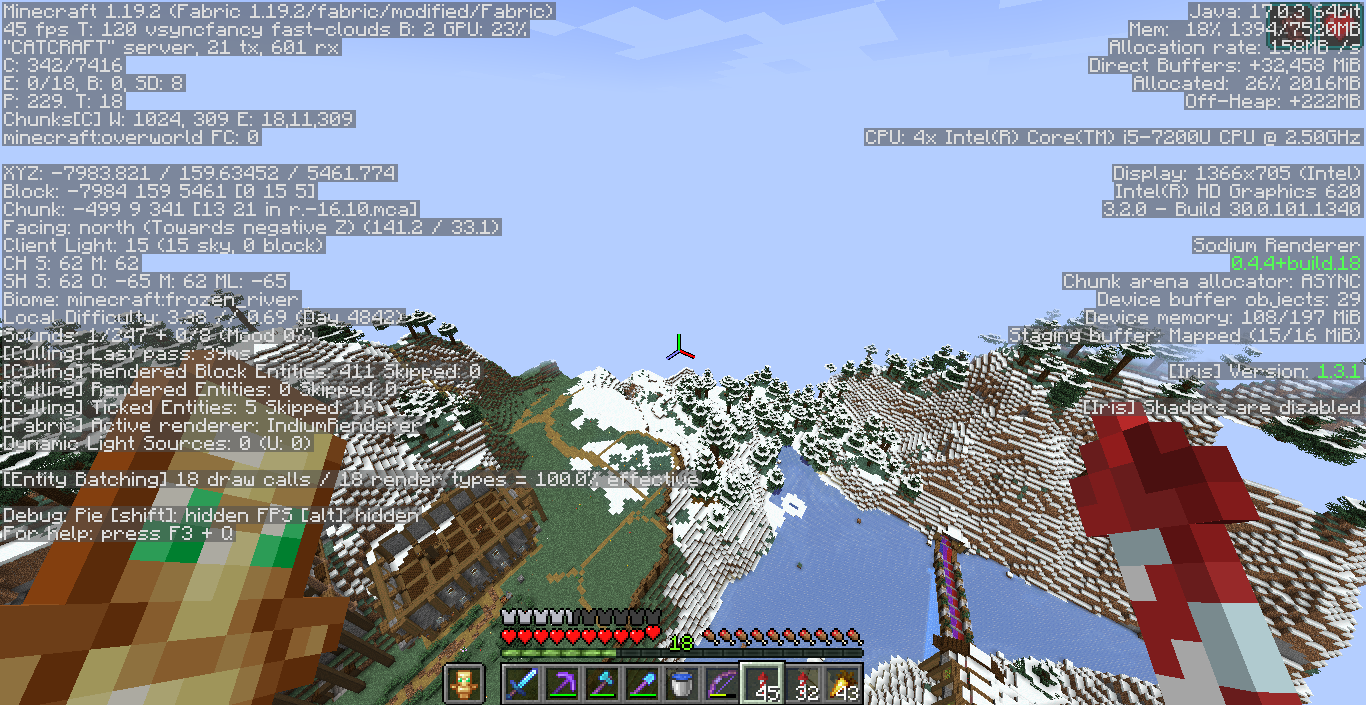 Minecraft 1.19.2 (Fabric 1.19.2/fabric/modified/Fabric)
45 fps T: 120 vsyncfancy fast-clouds B: 2 GPU: 23%
"CATCRAFT" server, 21 tx, 601 rx
C: 342/7416
E: 0/18, B: 0, SD: 8
P: 229. T: 18
Chunks[C] W: 1024, 309 E: 18,11,309
minecraft:overworld FC: 0
XYZ: -7983.821 / 159.63452 / 5461.774
Block: -7984 159 5461 [0 15 5]
Chunk: -499 9 341 [13 21 in r.-16.10.mca]
Facing: north (Towards negative Z) (141.2 / 33.1)
Client Light: 15 (15 sky, 0 block)
CH S: 62 M: 62
SH S: 62 O: -65 M: 62 ML: -65
Biome: minecraft:frozen_river
Local Difficulty: 3.38 // 0.69 (Day 4842)
Sounds: 1/247 + 0/8 (Mood 0%)
[Culling] Last pass: 39ms
[Culling] Rendered Block Entities: 411 Skipped: 0
[Culling] Rendered Entities: 0 Skipped: 0
[Culling] Ticked Entities: 5 Skipped: 16
[Fabric] Active renderer: IndiumRenderer
Dynamic Light Sources: 0 (U: 0)
[Entity Batching] 18 draw calls / 18 render types = 100.0% effective
Debug: Pie [shift]: hidden FPS [alt]: hidden
For help: press F3 + Q
Java: 17.0.3 64bit
Mem: 18% 1394/7520MB
Allocation rate: 158MB /s
Direct Buffers: +32,458 MiB
Allocated: 26% 2016MB
Off-Heap: +222MB
CPU: 4x Intel(R) Core(TM) i5-7200U CPU @ 2.50GHz
Display: 1366x705 (Intel)
Intel(R) HD Graphics 620
3.2.0 - Build 30.0.101.1340
Sodium Renderer
0.4.4+build.18
Chunk arena allocator: ASYNC
Device buffer objects: 29
Device memory: 108/197 MiB
Staging buffer: Mapped (15/16 MiB)
[Iris] Version: 1.3.1
[Iris] Shaders are disabled
18
45 32 43